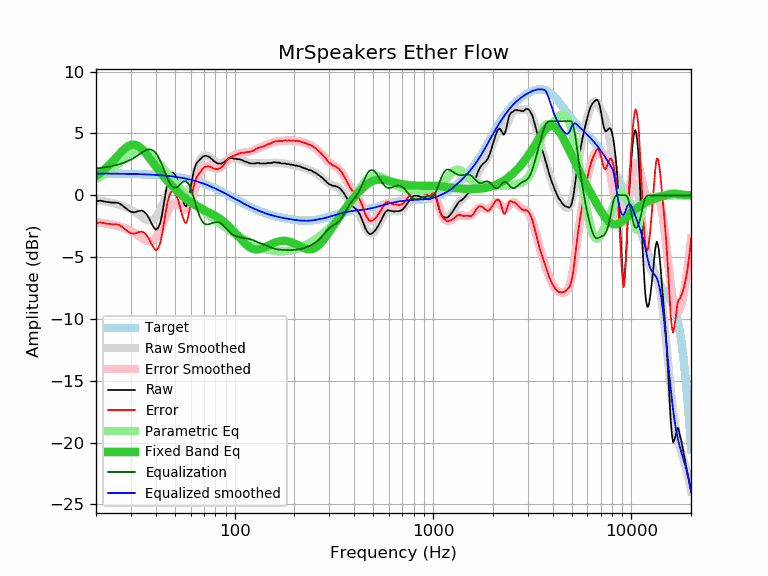 MrSpeakers Ether Flow
10
5
0
−5
−10
−15
−20
−25
Amplitude (dBr)
Target
Raw Smoothed
Error Smoothed
Raw
Error
Parametric Eq
Fixed Band Eq
Equalization
Equalized smoothed
100
1000
10000
Frequency (Hz)